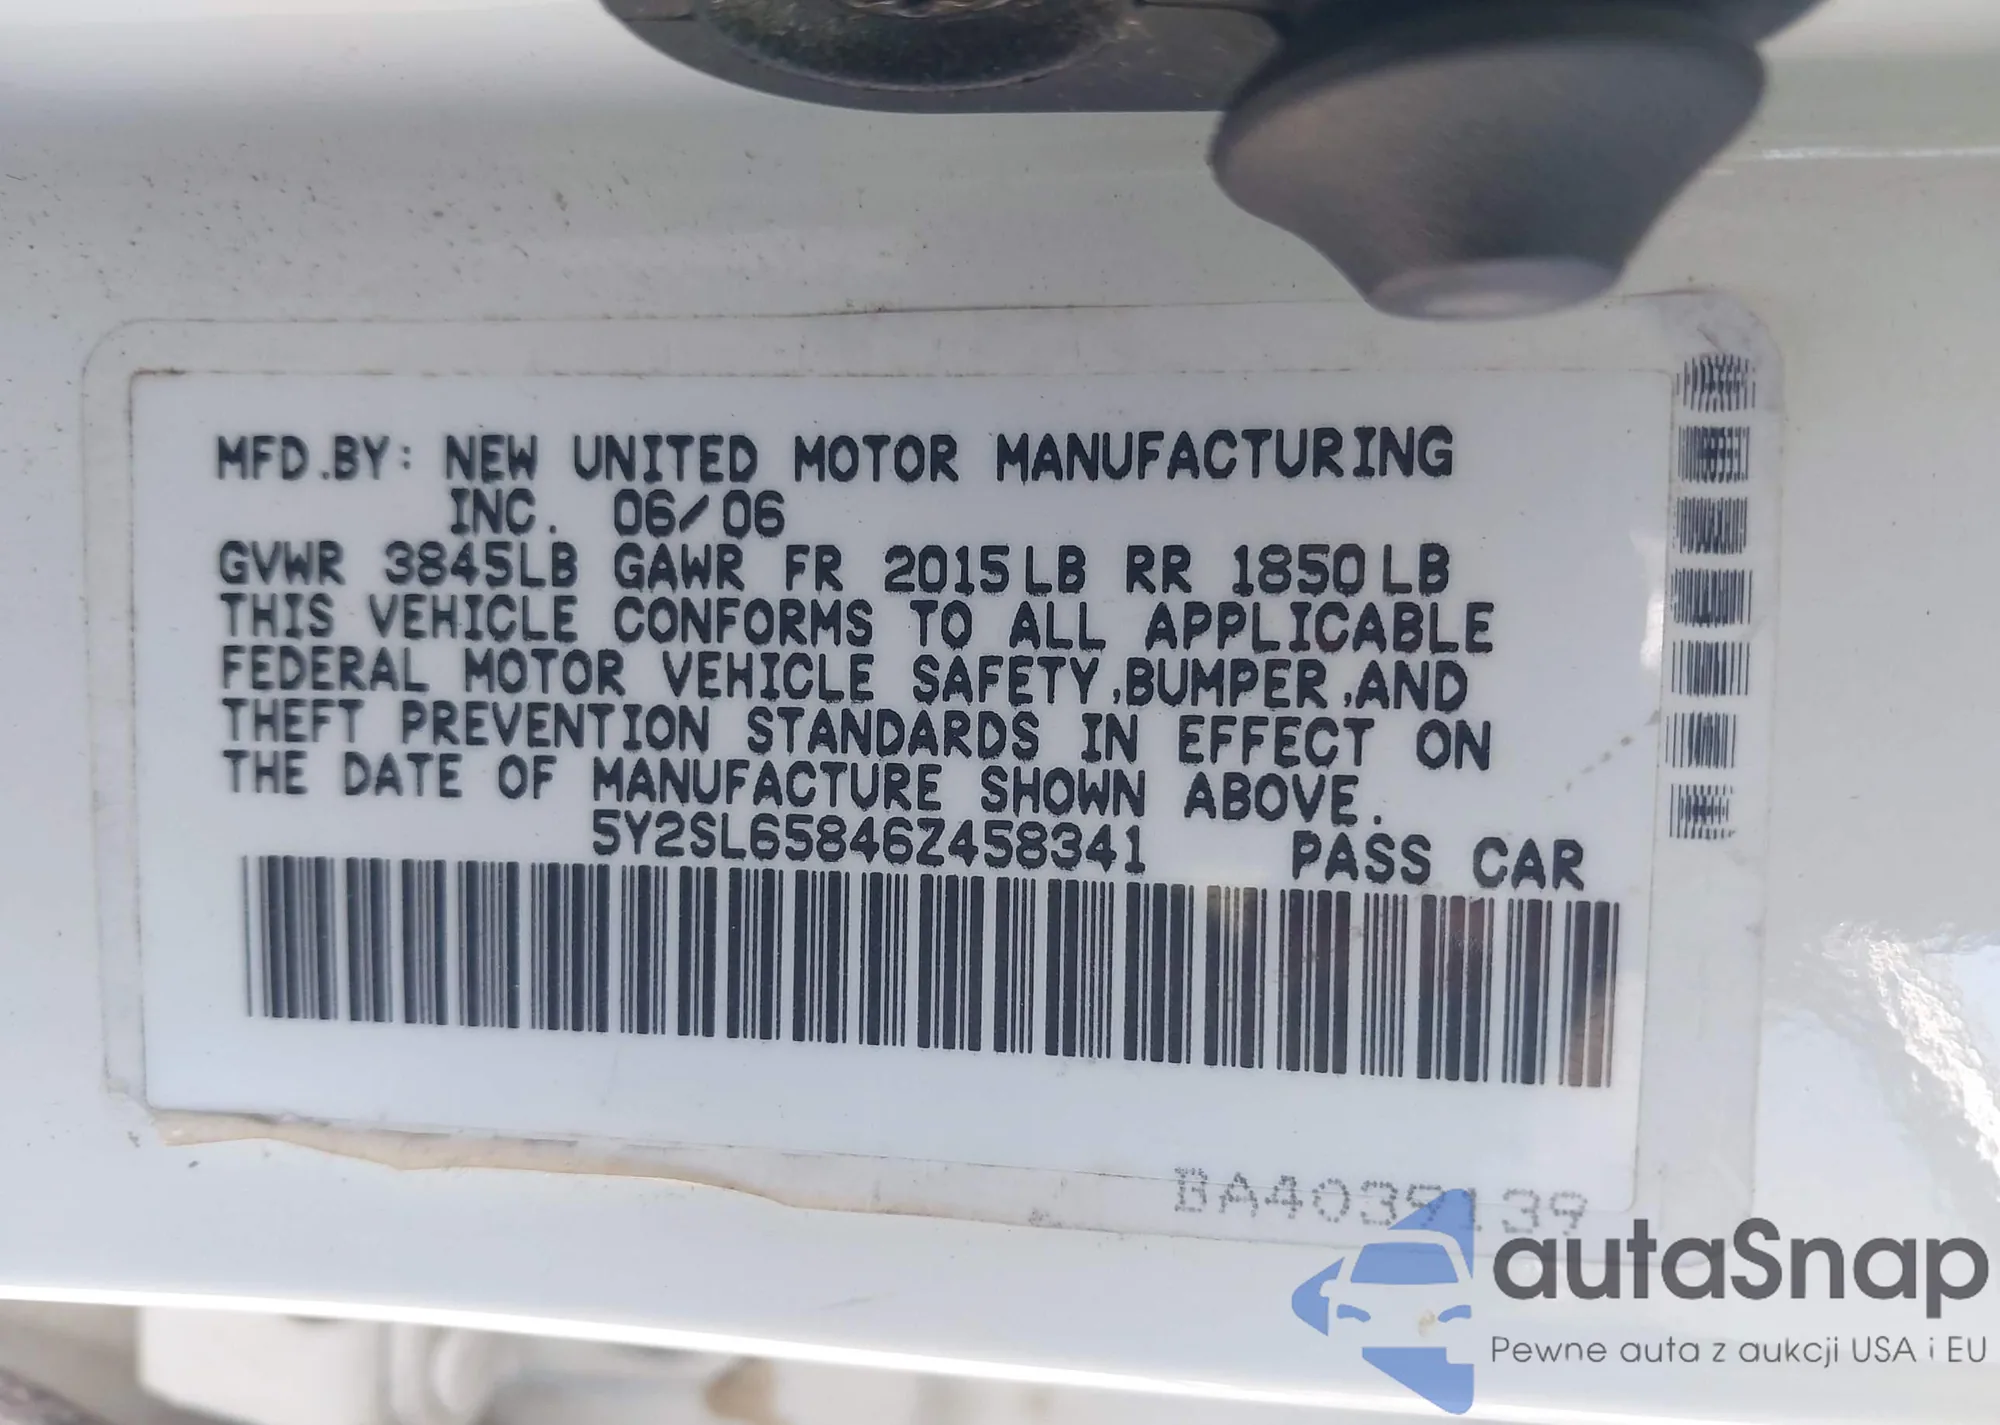 MFD.BY: NEW UNITED MOTOR MANUFACTURING
INC. 06/06
GVWR 3845LB GAWR FR 2015LB RR 1850LB
THIS VEHICLE CONFORMS TO ALL APPLICABLE
FEDERAL MOTOR VEHICLE SAFETY,BUMPER,AND
THEFT PREVENTION STANDARDS IN EFFECT ON
THE DATE OF MANUFACTURE SHOWN ABOVE.
5Y2SL65846Z458341 PASS CAR
BA4039139
autaSnap
Pewne auta z aukcji USA i EU